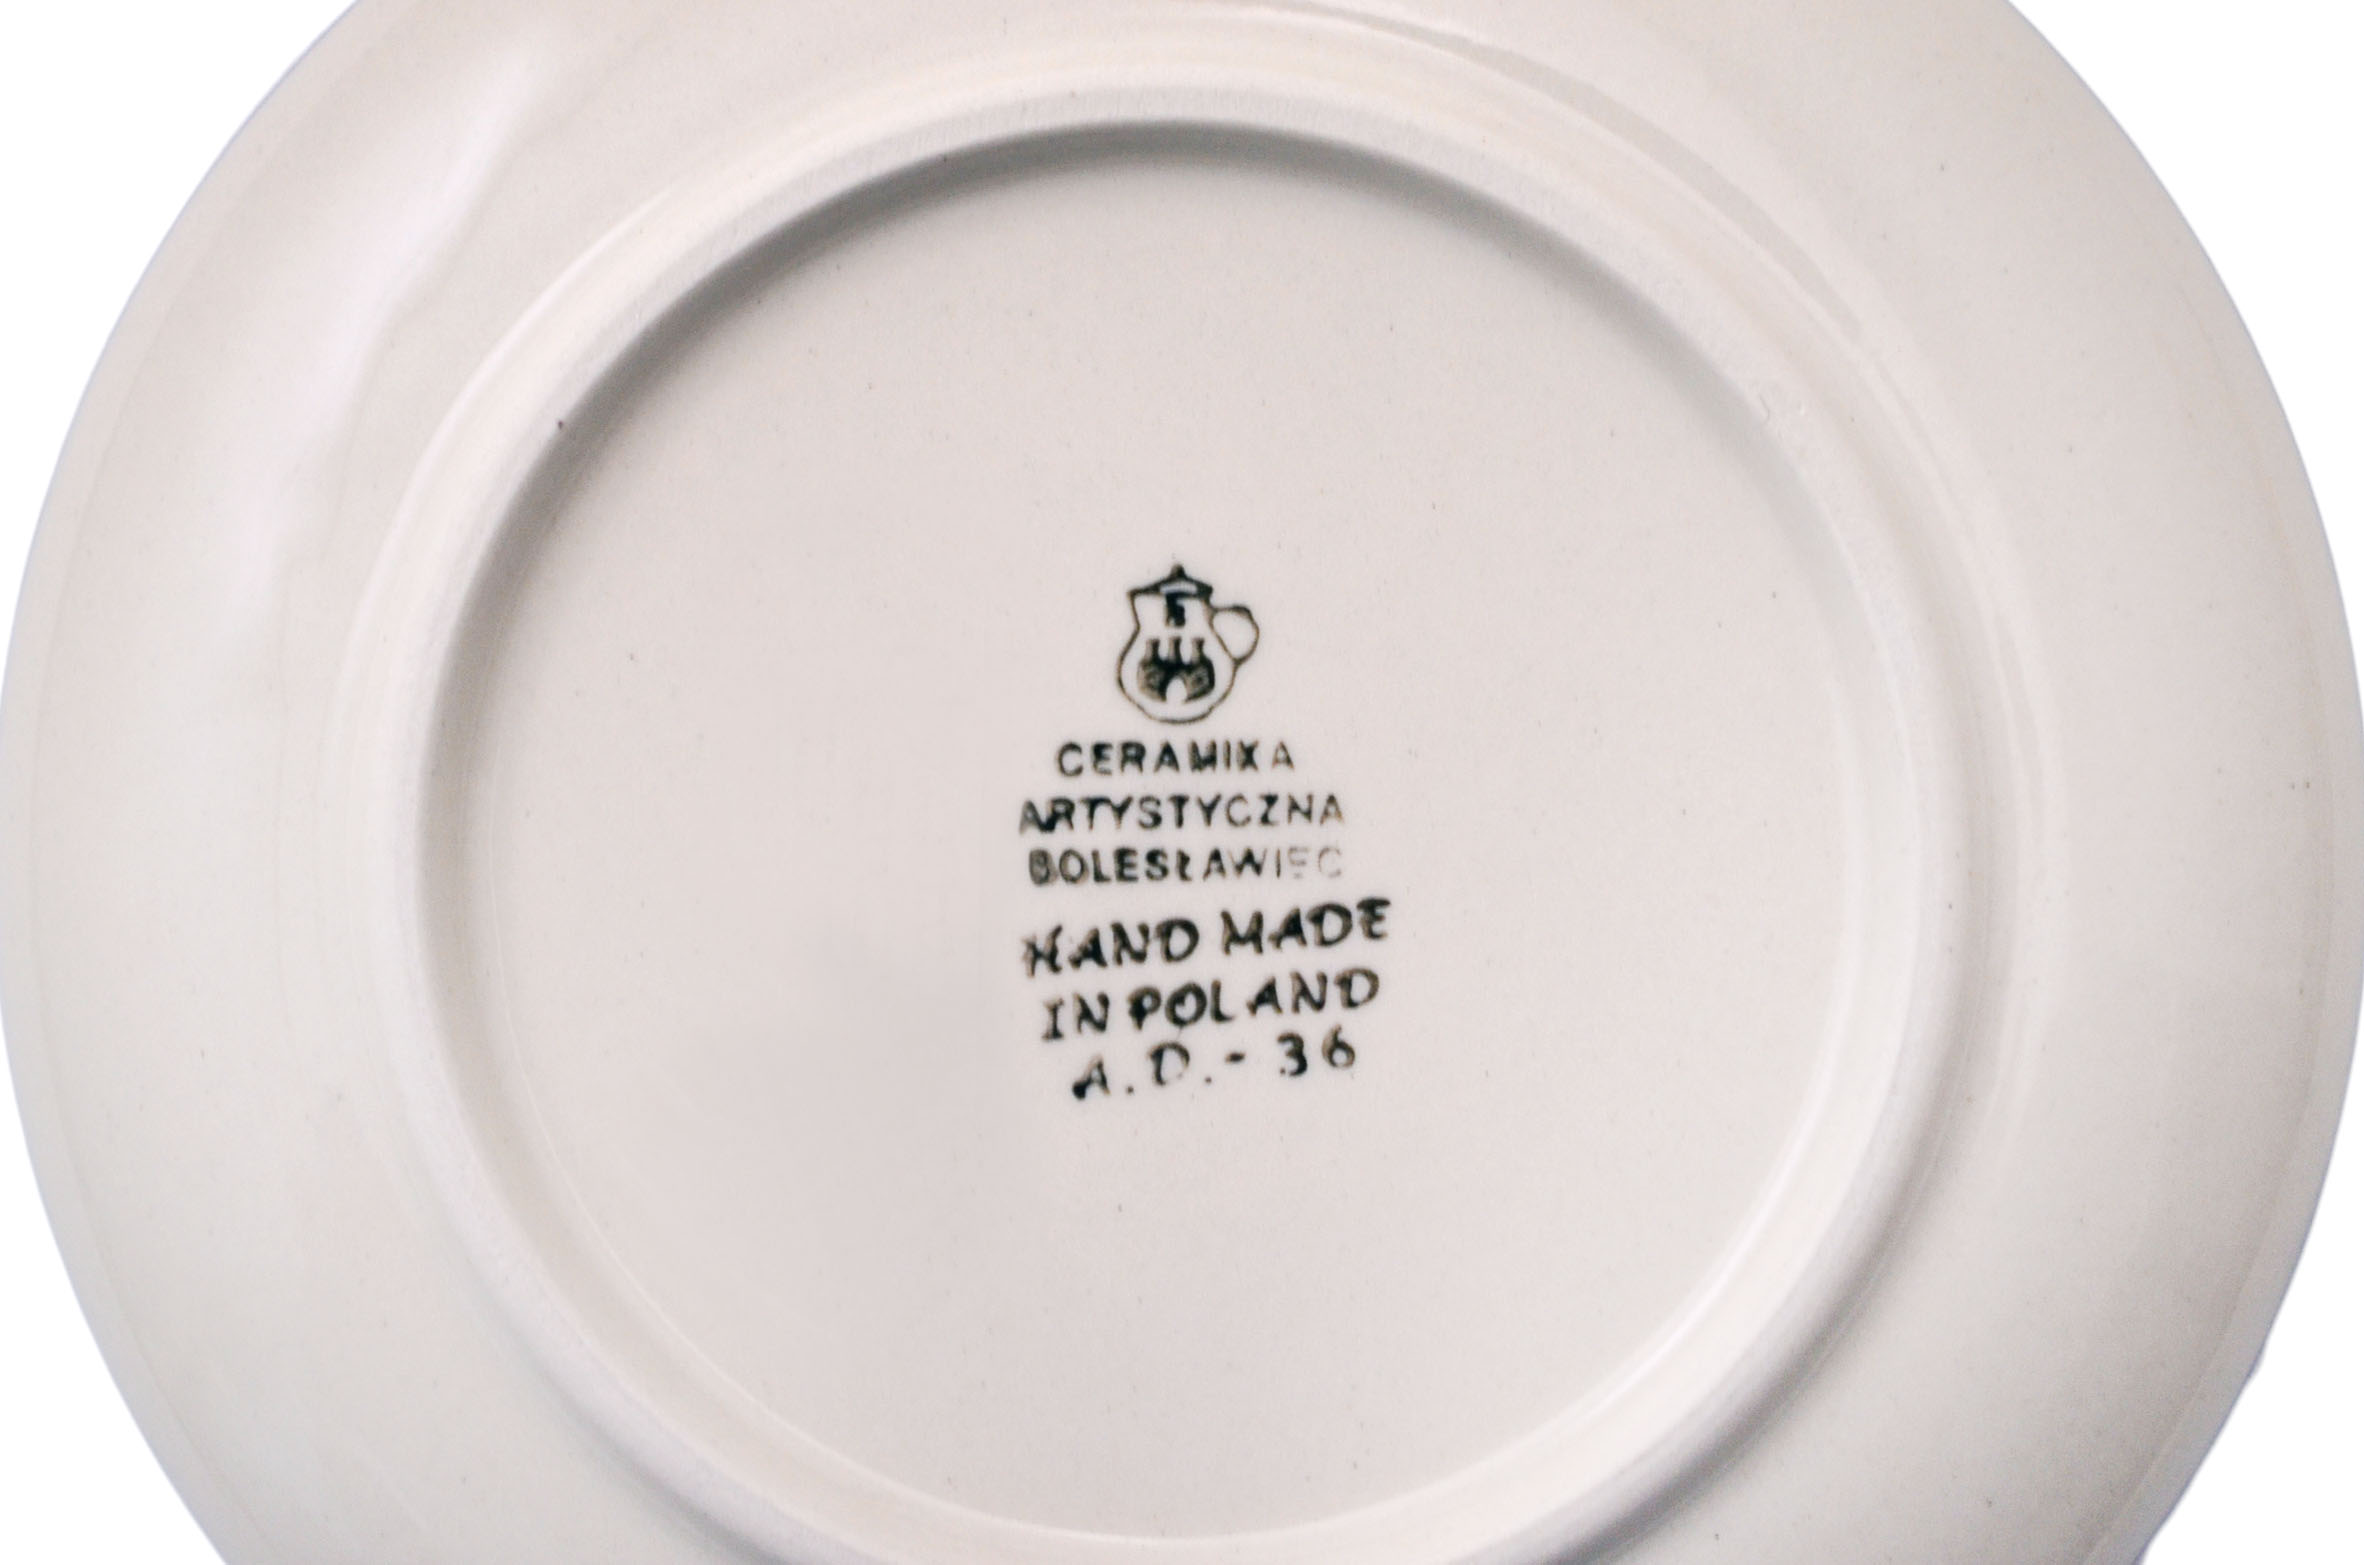 CERAMIKA
ARTYSTYCZNA
BOLESŁAWIEC
HAND MADE
IN POLAND
A.D.- 36